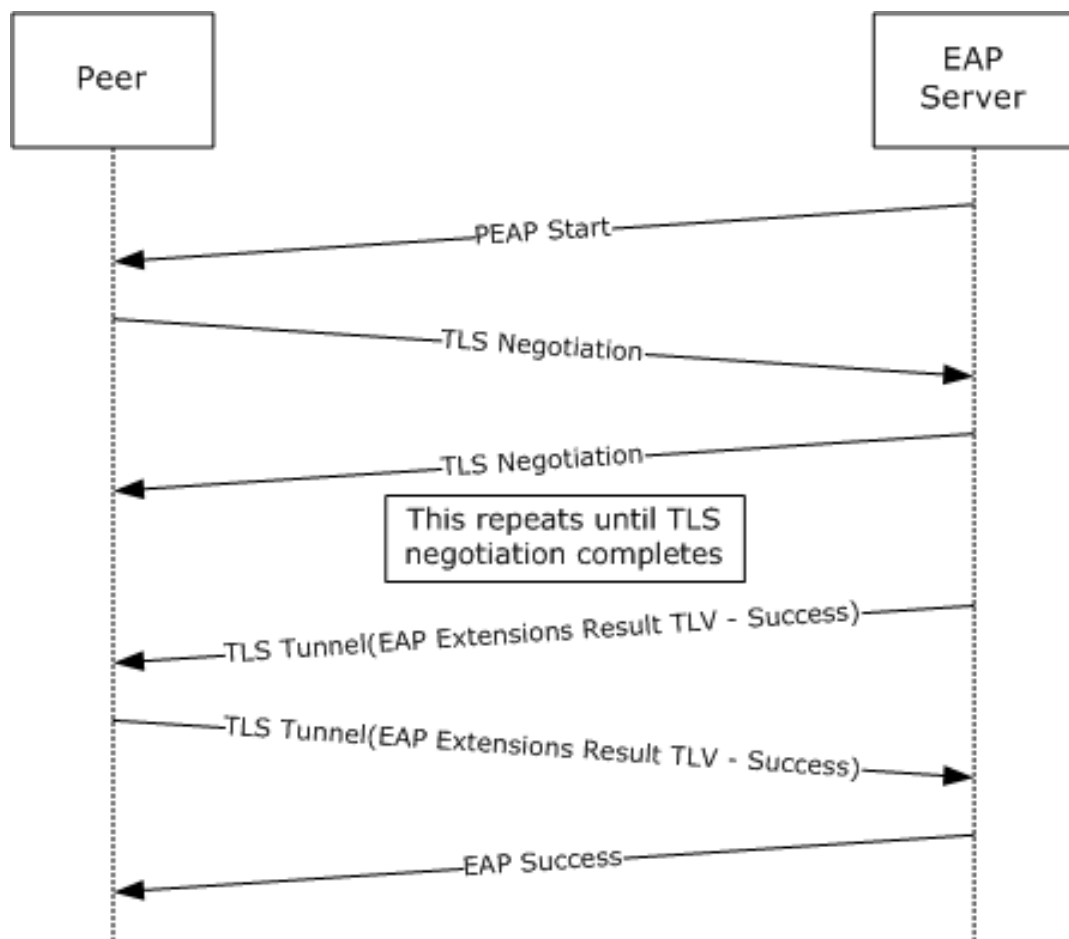 Peer
EAP
Server
PEAP Start
TLS Negotiation
TLS Negotiation
This repeats until TLS
negotiation completes
TLS Tunnel(EAP Extensions Result TLV - Success)
TLS Tunnel(EAP Extensions Result TLV - Success)
EAP Success